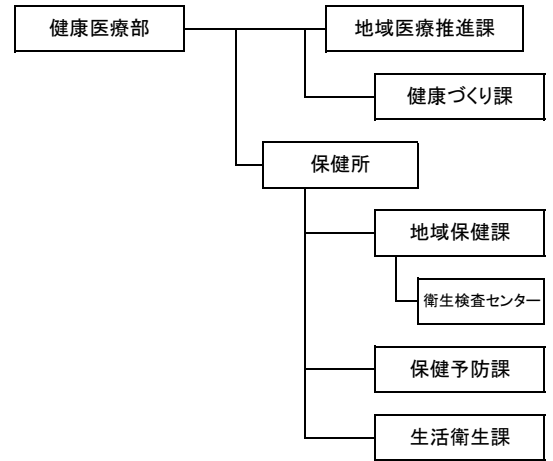 健康医療部
地域医療推進課
健康づくり課
保健所
地域保健課
衛生検査センター
保健予防課
生活衛生課